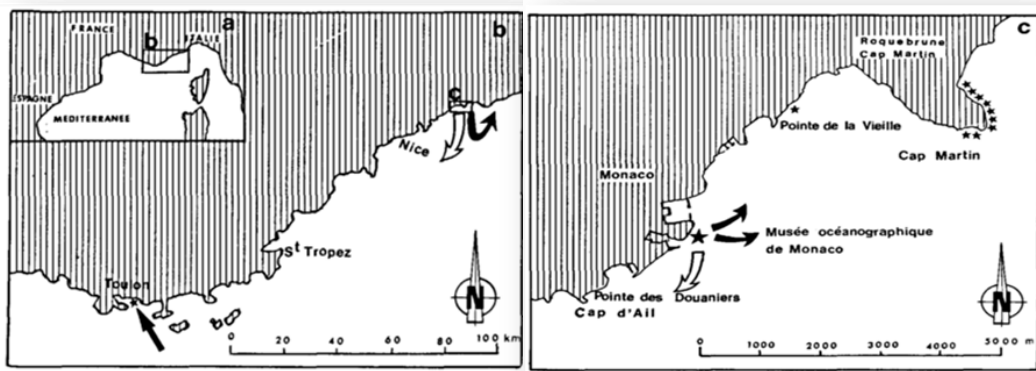 FRANCE
a
ITALIE
b
ESPAGNE
MEDITERRANÉE
b
c
Nice
St Tropez
Toulon
N
0 20 40 60 80 100 km
c
Roquebrune
Cap Martin
Pointe de la Vieille
Cap Martin
Monaco
Musée océanographique
de Monaco
Pointe des Douaniers
Cap d'Ail
N
0 1000 2000 3000 4000 5000 m